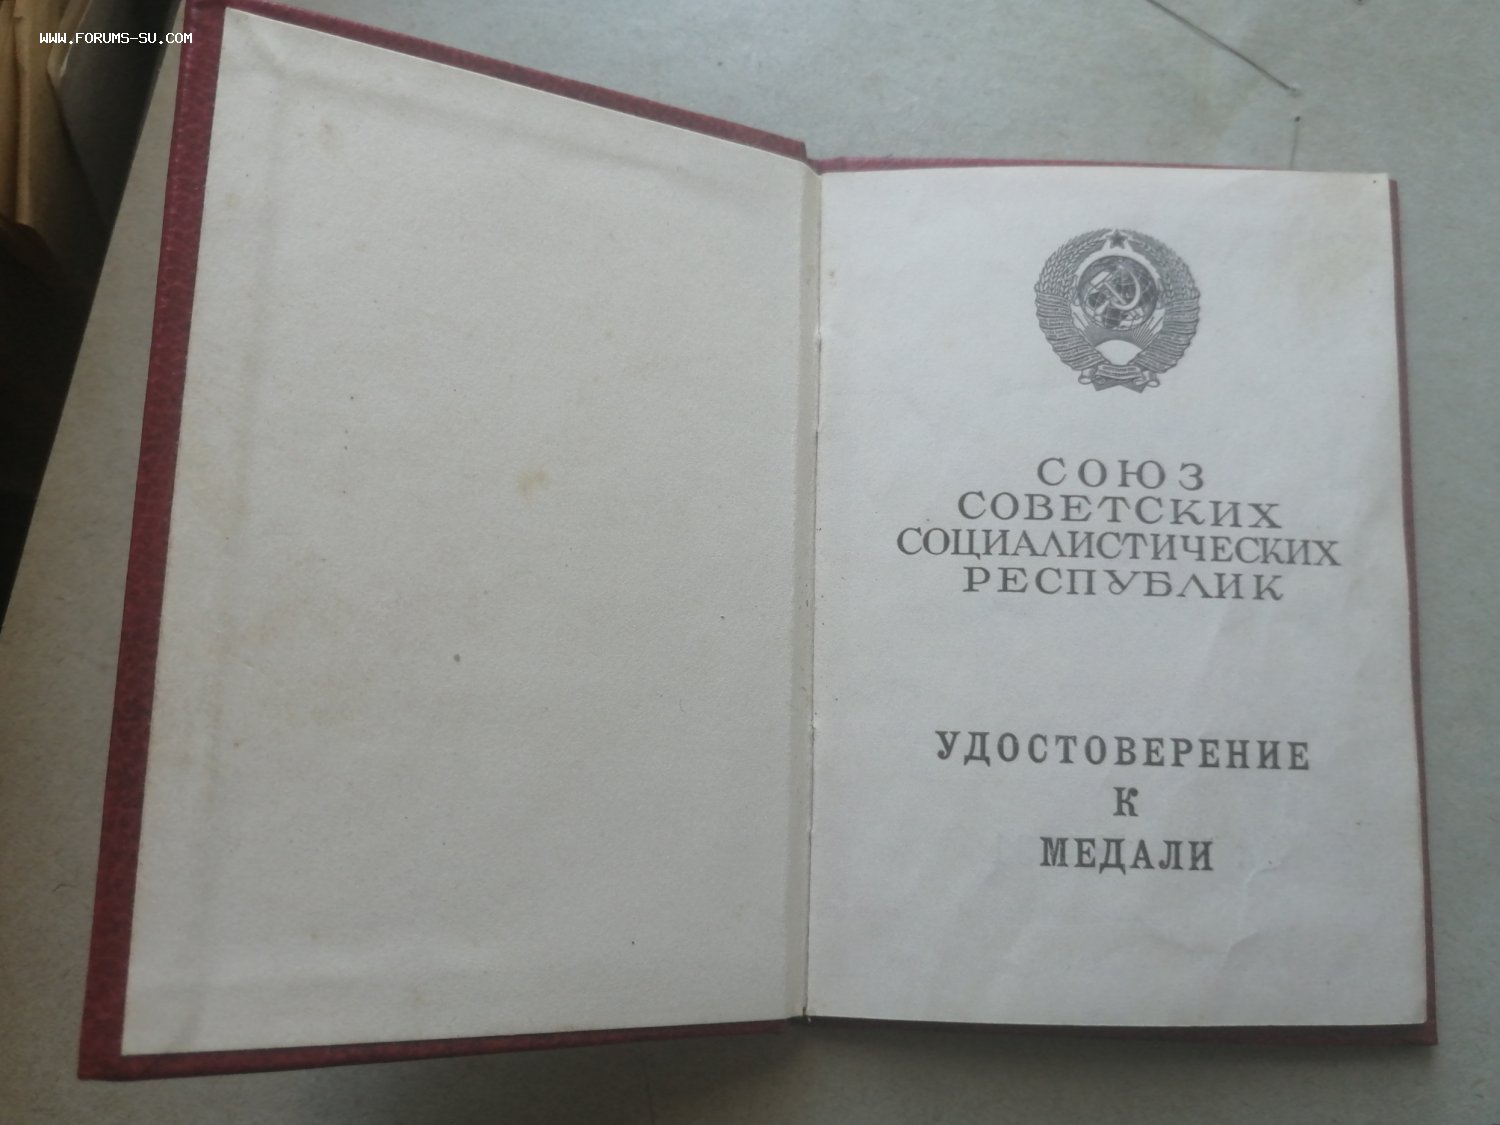 WWW.FORUMS-SU.COM
СОЮЗ
СОВЕТСКИХ
СОЦИАЛИСТИЧЕСКИХ
РЕСПУБЛИК
УДОСТОВЕРЕНИЕ
К
МЕДАЛИ